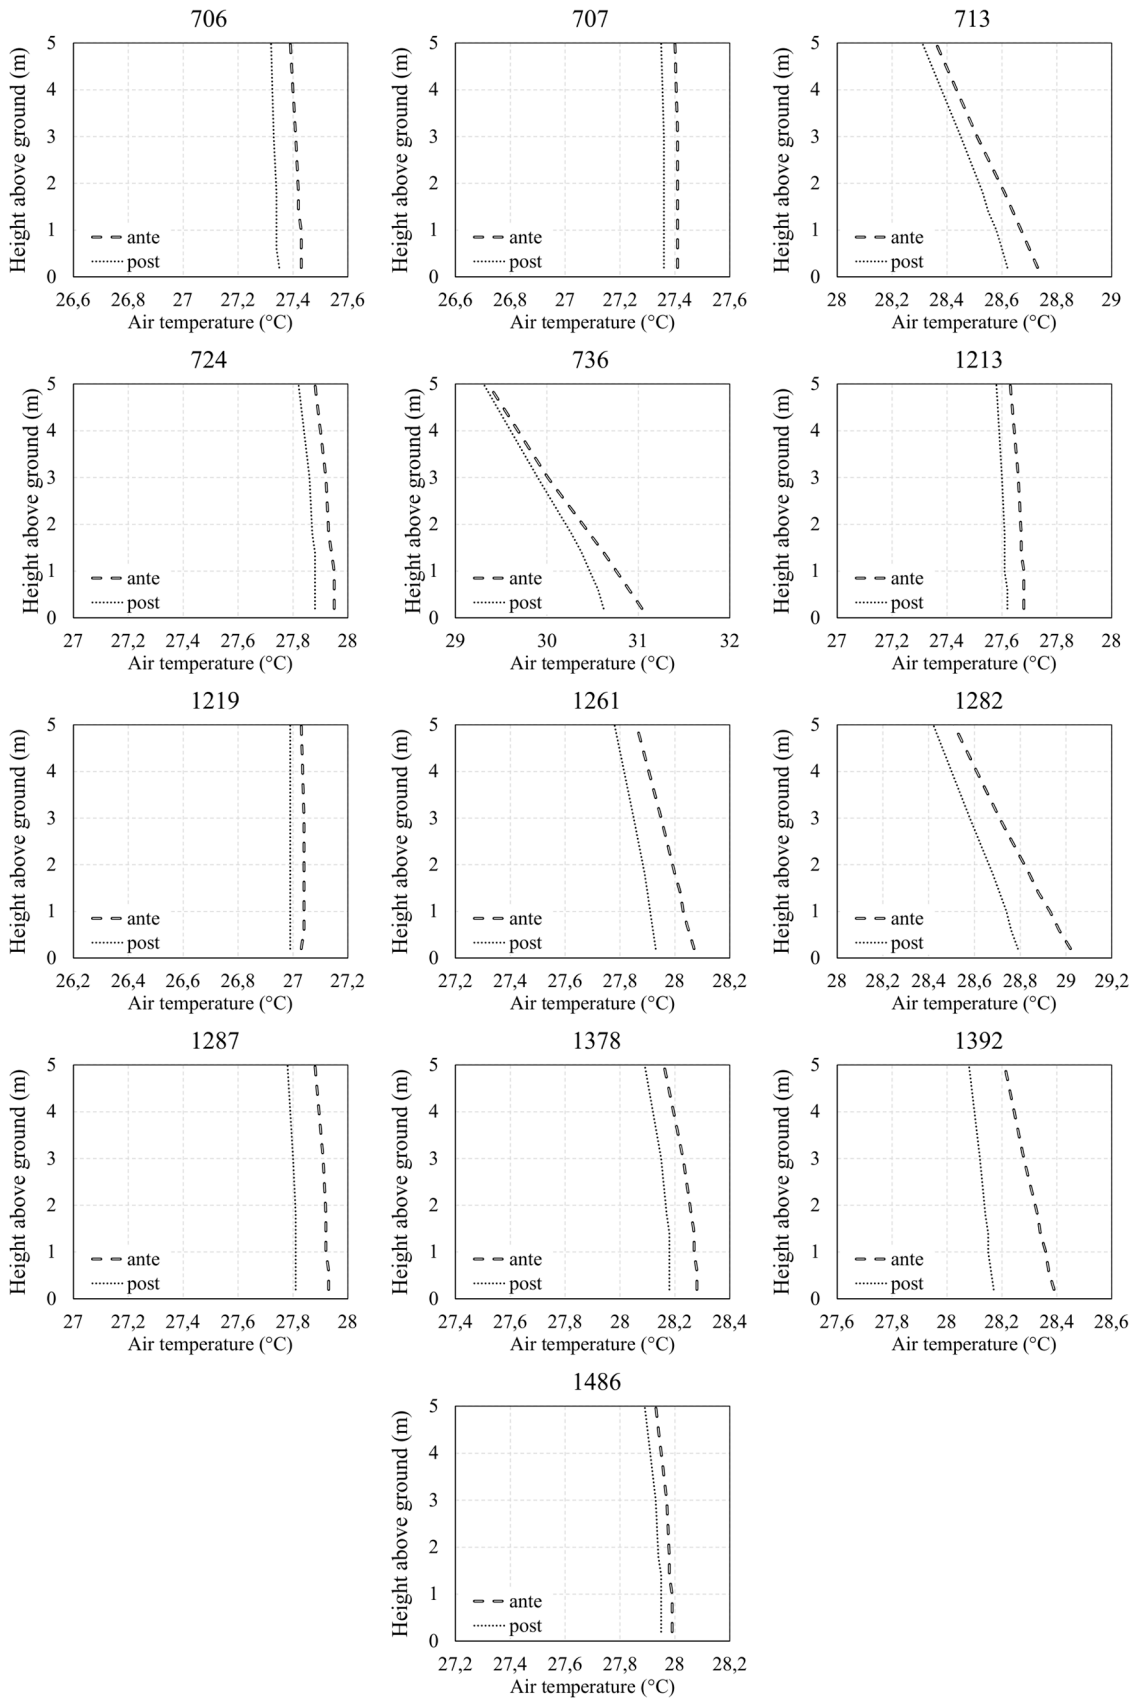 706
Height above ground (m)
5
4
3
2
1
0
ante
post
26,6 26,8 27 27,2 27,4 27,6
Air temperature (°C)
707
Height above ground (m)
5
4
3
2
1
0
ante
post
26,6 26,8 27 27,2 27,4 27,6
Air temperature (°C)
713
Height above ground (m)
5
4
3
2
1
0
ante
post
28 28,2 28,4 28,6 28,8 29
Air temperature (°C)
724
Height above ground (m)
5
4
3
2
1
0
ante
post
27 27,2 27,4 27,6 27,8 28
Air temperature (°C)
736
Height above ground (m)
5
4
3
2
1
0
ante
post
29 30 31 32
Air temperature (°C)
1213
Height above ground (m)
5
4
3
2
1
0
ante
post
27 27,2 27,4 27,6 27,8 28
Air temperature (°C)
1219
Height above ground (m)
5
4
3
2
1
0
ante
post
26,2 26,4 26,6 26,8 27 27,2
Air temperature (°C)
1261
Height above ground (m)
5
4
3
2
1
0
ante
post
27,2 27,4 27,6 27,8 28 28,2
Air temperature (°C)
1282
Height above ground (m)
5
4
3
2
1
0
ante
post
28 28,2 28,4 28,6 28,8 29 29,2
Air temperature (°C)
1287
Height above ground (m)
5
4
3
2
1
0
ante
post
27 27,2 27,4 27,6 27,8 28
Air temperature (°C)
1378
Height above ground (m)
5
4
3
2
1
0
ante
post
27,4 27,6 27,8 28 28,2 28,4
Air temperature (°C)
1392
Height above ground (m)
5
4
3
2
1
0
ante
post
27,6 27,8 28 28,2 28,4 28,6
Air temperature (°C)
1486
Height above ground (m)
5
4
3
2
1
0
ante
post
27,2 27,4 27,6 27,8 28 28,2
Air temperature (°C)